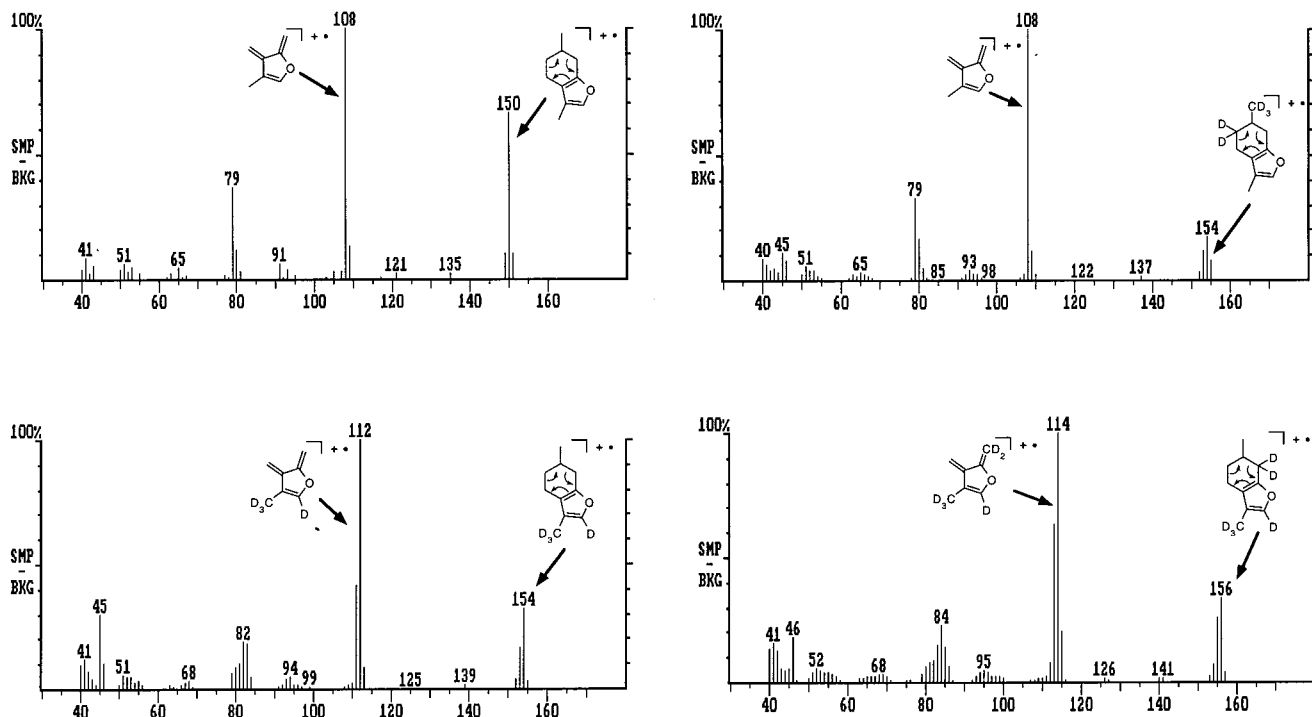 100%
SMP
-
BKG
108
150
79
41
51
65
91
121
135
40 60 80 100 120 140 160
O
+ •
O
+ •
100%
SMP
-
BKG
108
154
79
40
45
51
65
85
93
98
122
137
40 60 80 100 120 140 160
O
+ •
CD3
D
D
O
+ •
100%
SMP
-
BKG
112
154
45
41
51
68
82
94
99
125
139
40 60 80 100 120 140 160
O
D3C
D
+ •
O
D3C
D
+ •
100%
SMP
-
BKG
114
156
41
46
52
68
84
95
126
141
40 60 80 100 120 140 160
CD2
O
D3C
D
+ •
D
D
O
D3C
D
+ •